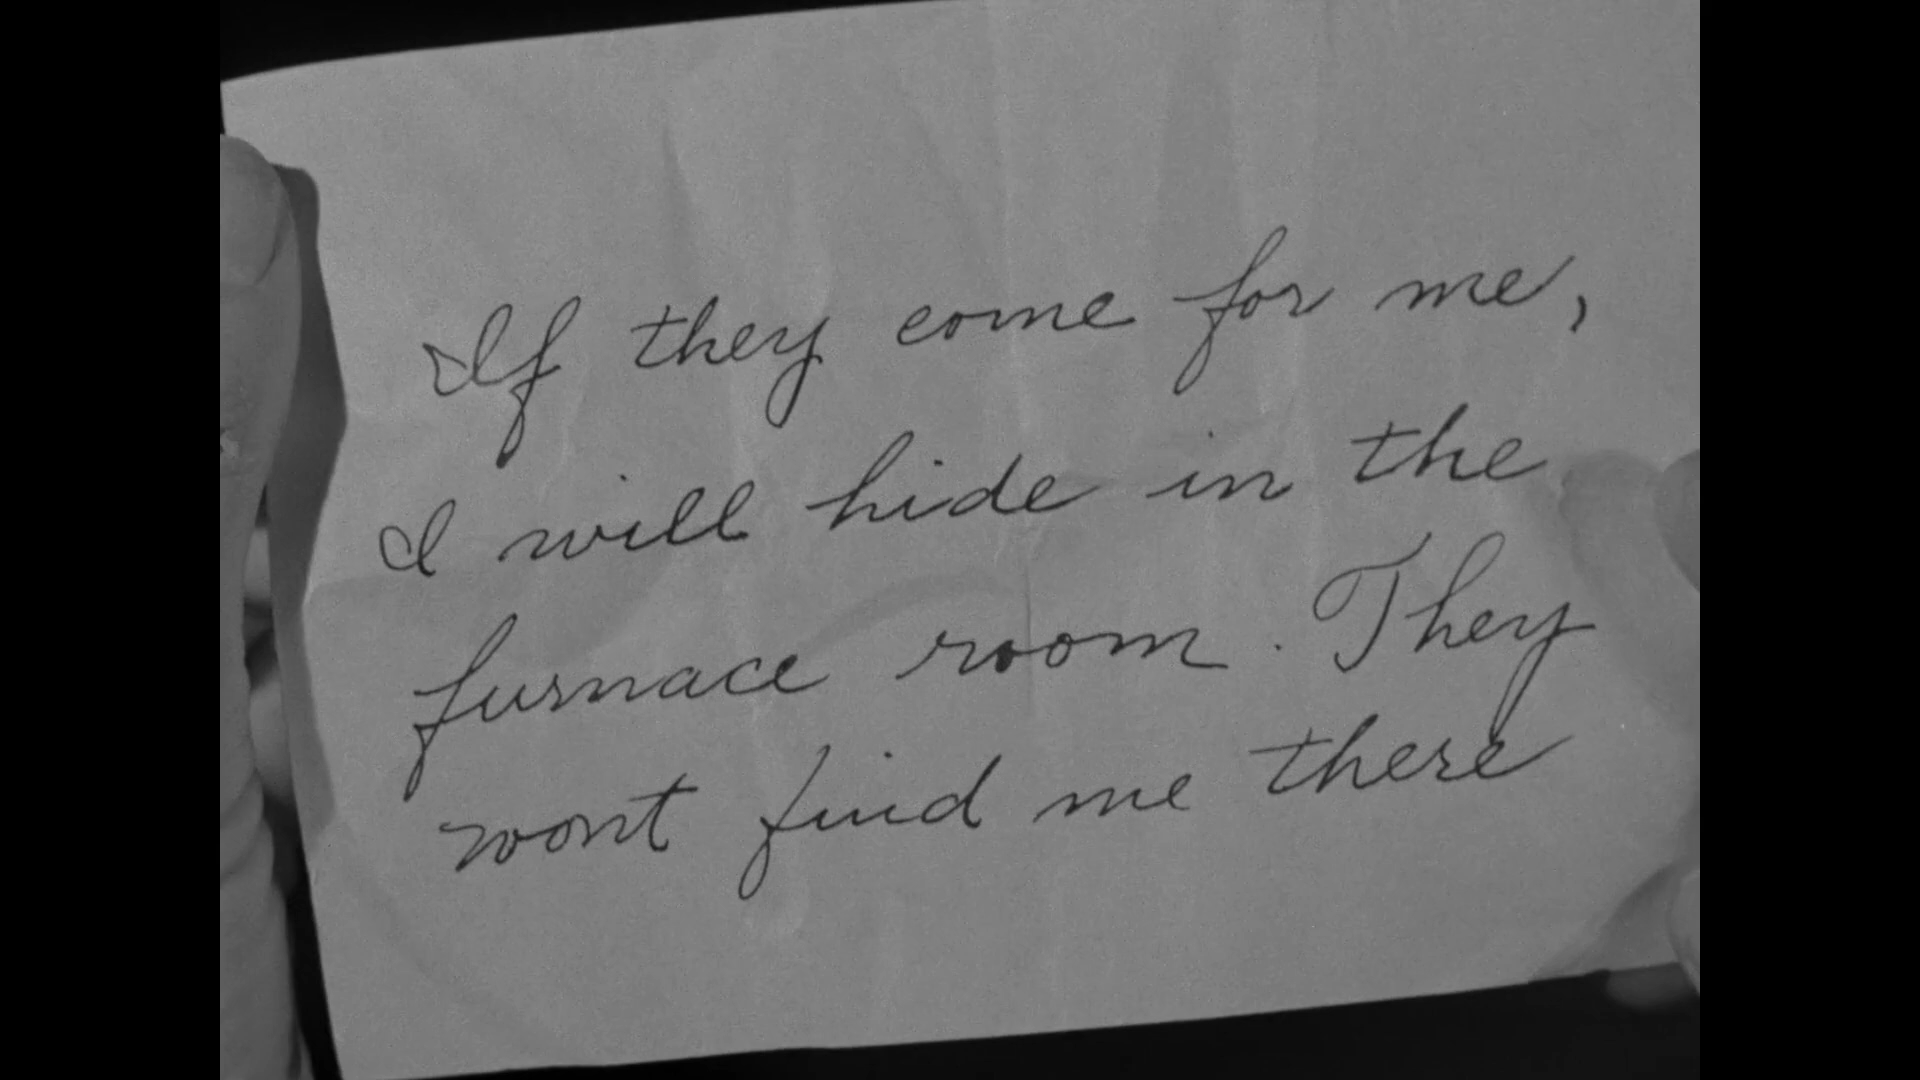 If they come for me,
I will hide in the
furnace room. They
wont find me there